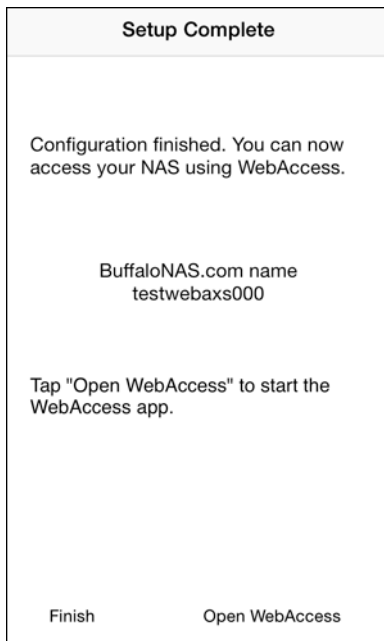 Setup Complete
Configuration finished. You can now
access your NAS using WebAccess.
BuffaloNAS.com name
testwebaxs000
Tap "Open WebAccess" to start the
WebAccess app.
Finish Open WebAccess